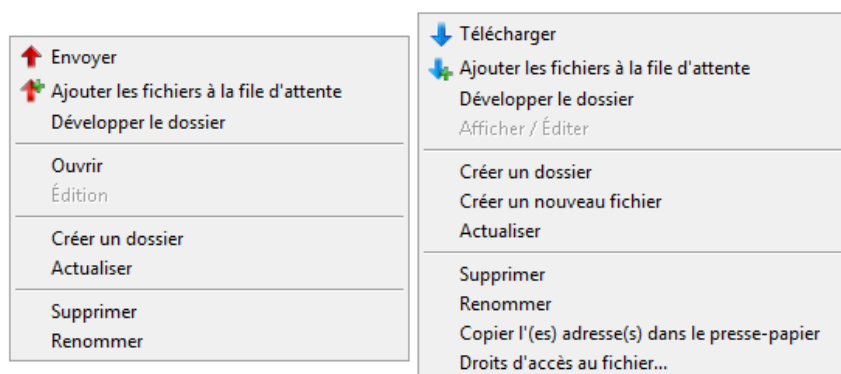 Envoyer
Ajouter les fichiers à la file d'attente
Développer le dossier
Ouvrir
Édition
Créer un dossier
Actualiser
Supprimer
Renommer
Télécharger
Ajouter les fichiers à la file d'attente
Développer le dossier
Afficher / Éditer
Créer un dossier
Créer un nouveau fichier
Actualiser
Supprimer
Renommer
Copier l'(es) adresse(s) dans le presse-papier
Droits d'accès au fichier...